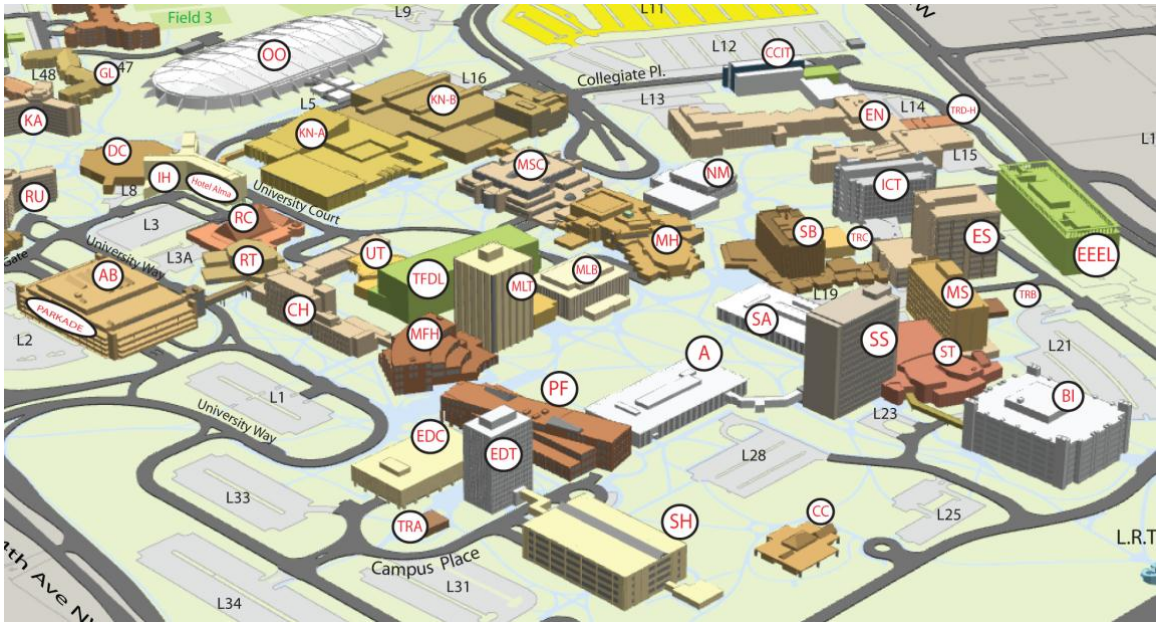 Field 3
L9
L11
W
L48
47
GL
OO
L12
CCIT
Collegiate Pl.
L16
KN-B
L5
L13
KA
KN-A
EN
L14
TRD-H
DC
MSC
L15
L1
IH
Hotel Alma
L8
NM
ICT
RU
University Court
RC
L3
SB
TRC
ES
MH
EEEL
University Way
L3A
RT
UT
AB
TFDL
MLT
MLB
MS
TRB
PARKADE
CH
L19
SA
SS
L2
MFH
ST
L21
A
L1
PF
BI
University Way
L23
EDC
EDT
L28
L33
L25
TRA
SH
CC
L.R.T
Campus Place
4th Ave NW
L31
L34